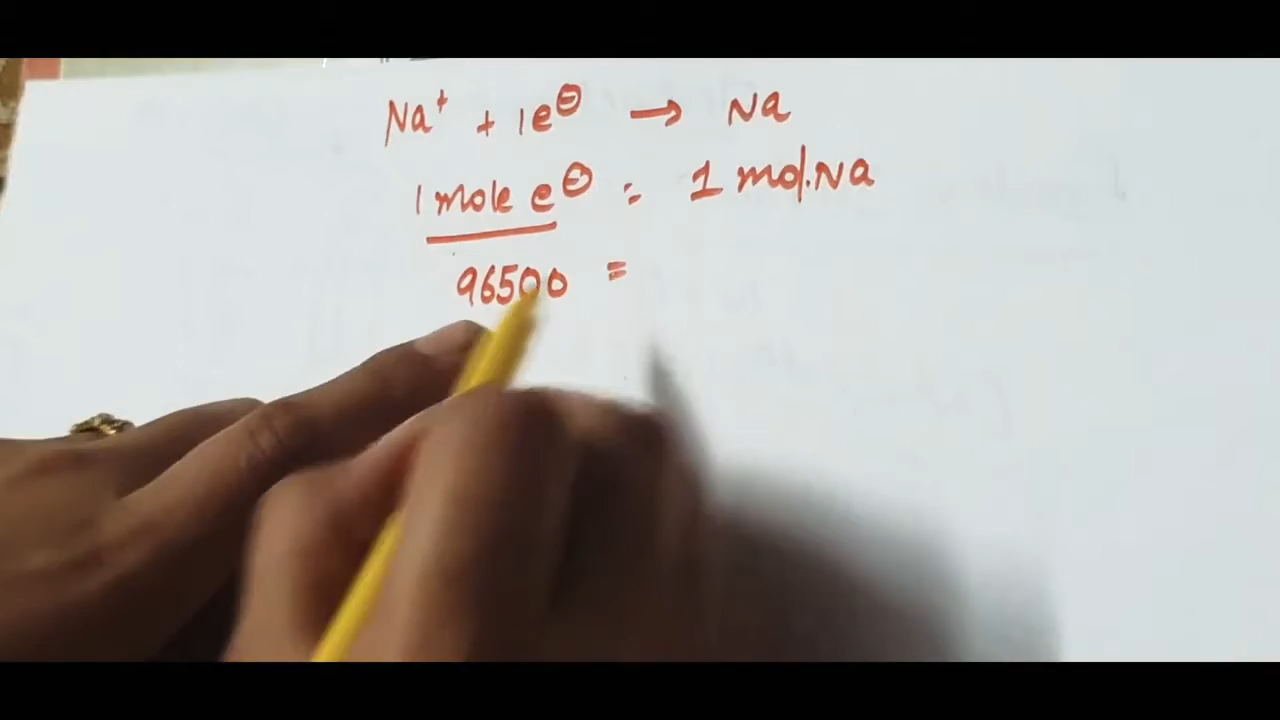 Na⁺ + 1e⊖ → Na
1 mole e⊖ : 1 mol. Na
96500 =